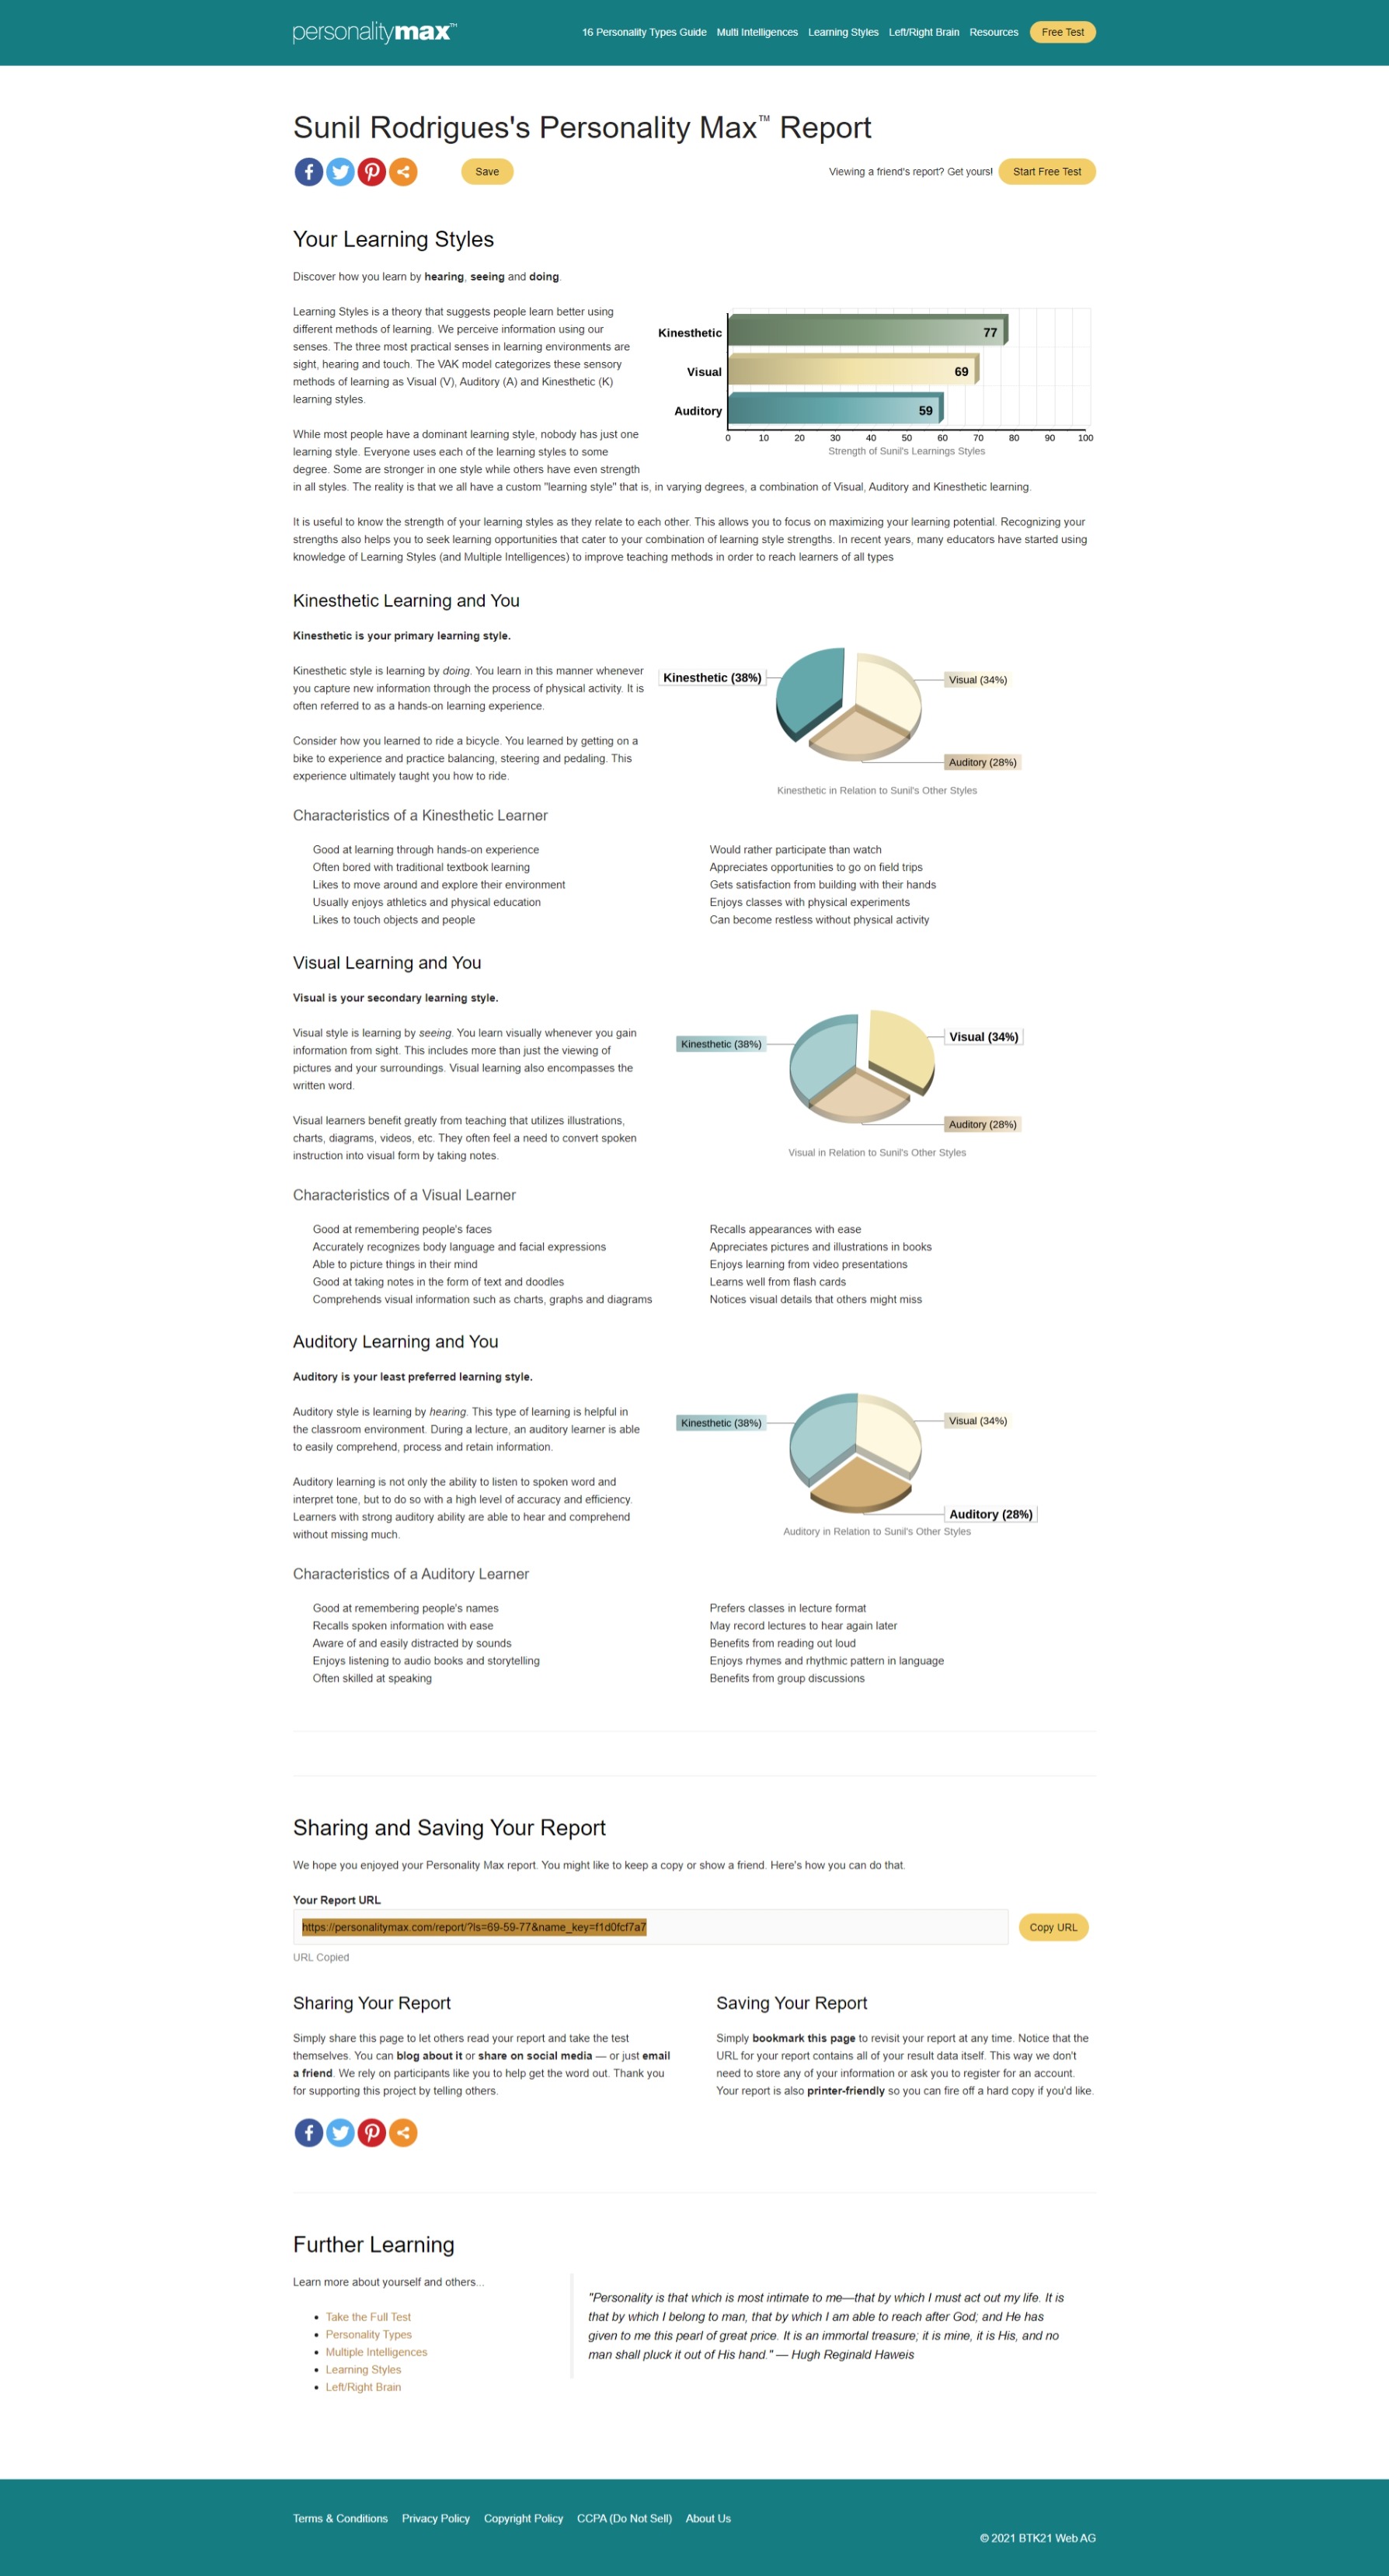 personalitymax™
16 Personality Types Guide Multi Intelligences Learning Styles Left/Right Brain Resources Free Test
Sunil Rodrigues's Personality Max™ Report
Save
Viewing a friend's report? Get yours! Start Free Test
Your Learning Styles
Discover how you learn by hearing, seeing and doing.
Learning Styles is a theory that suggests people learn better using
different methods of learning. We perceive information using our
senses. The three most practical senses in learning environments are
sight, hearing and touch. The VAK model categorizes these sensory
methods of learning as Visual (V), Auditory (A) and Kinesthetic (K)
learning styles.
Kinesthetic 77
Visual 69
Auditory 59
0 10 20 30 40 50 60 70 80 90 100
Strength of Sunil's Learnings Styles
While most people have a dominant learning style, nobody has just one
learning style. Everyone uses each of the learning styles to some
degree. Some are stronger in one style while others have even strength
in all styles. The reality is that we all have a custom "learning style" that is, in varying degrees, a combination of Visual, Auditory and Kinesthetic learning.
It is useful to know the strength of your learning styles as they relate to each other. This allows you to focus on maximizing your learning potential. Recognizing your
strengths also helps you to seek learning opportunities that cater to your combination of learning style strengths. In recent years, many educators have started using
knowledge of Learning Styles (and Multiple Intelligences) to improve teaching methods in order to reach learners of all types
Kinesthetic Learning and You
Kinesthetic is your primary learning style.
Kinesthetic style is learning by doing. You learn in this manner whenever
you capture new information through the process of physical activity. It is
often referred to as a hands-on learning experience.
Consider how you learned to ride a bicycle. You learned by getting on a
bike to experience and practice balancing, steering and pedaling. This
experience ultimately taught you how to ride.
Kinesthetic (38%)
Visual (34%)
Auditory (28%)
Kinesthetic in Relation to Sunil's Other Styles
Characteristics of a Kinesthetic Learner
Good at learning through hands-on experience
Often bored with traditional textbook learning
Likes to move around and explore their environment
Usually enjoys athletics and physical education
Likes to touch objects and people
Would rather participate than watch
Appreciates opportunities to go on field trips
Gets satisfaction from building with their hands
Enjoys classes with physical experiments
Can become restless without physical activity
Visual Learning and You
Visual is your secondary learning style.
Visual style is learning by seeing. You learn visually whenever you gain
information from sight. This includes more than just the viewing of
pictures and your surroundings. Visual learning also encompasses the
written word.
Visual learners benefit greatly from teaching that utilizes illustrations,
charts, diagrams, videos, etc. They often feel a need to convert spoken
instruction into visual form by taking notes.
Kinesthetic (38%)
Visual (34%)
Auditory (28%)
Visual in Relation to Sunil's Other Styles
Characteristics of a Visual Learner
Good at remembering people's faces
Accurately recognizes body language and facial expressions
Able to picture things in their mind
Good at taking notes in the form of text and doodles
Comprehends visual information such as charts, graphs and diagrams
Recalls appearances with ease
Appreciates pictures and illustrations in books
Enjoys learning from video presentations
Learns well from flash cards
Notices visual details that others might miss
Auditory Learning and You
Auditory is your least preferred learning style.
Auditory style is learning by hearing. This type of learning is helpful in
the classroom environment. During a lecture, an auditory learner is able
to easily comprehend, process and retain information.
Auditory learning is not only the ability to listen to spoken word and
interpret tone, but to do so with a high level of accuracy and efficiency.
Learners with strong auditory ability are able to hear and comprehend
without missing much.
Kinesthetic (38%)
Visual (34%)
Auditory (28%)
Auditory in Relation to Sunil's Other Styles
Characteristics of a Auditory Learner
Good at remembering people's names
Recalls spoken information with ease
Aware of and easily distracted by sounds
Enjoys listening to audio books and storytelling
Often skilled at speaking
Prefers classes in lecture format
May record lectures to hear again later
Benefits from reading out loud
Enjoys rhymes and rhythmic pattern in language
Benefits from group discussions
Sharing and Saving Your Report
We hope you enjoyed your Personality Max report. You might like to keep a copy or show a friend. Here's how you can do that.
Your Report URL
https://personalitymax.com/report/?ls=69-59-77&name_key=f1d0fcf7a7
Copy URL
URL Copied
Sharing Your Report
Simply share this page to let others read your report and take the test
themselves. You can blog about it or share on social media — or just email
a friend. We rely on participants like you to help get the word out. Thank you
for supporting this project by telling others.
Saving Your Report
Simply bookmark this page to revisit your report at any time. Notice that the
URL for your report contains all of your result data itself. This way we don't
need to store any of your information or ask you to register for an account.
Your report is also printer-friendly so you can fire off a hard copy if you'd like.
Further Learning
Learn more about yourself and others...
Take the Full Test
Personality Types
Multiple Intelligences
Learning Styles
Left/Right Brain
"Personality is that which is most intimate to me—that by which I must act out my life. It is
that by which I belong to man, that by which I am able to reach after God; and He has
given to me this pearl of great price. It is an immortal treasure; it is mine, it is His, and no
man shall pluck it out of His hand." — Hugh Reginald Haweis
Terms & Conditions Privacy Policy Copyright Policy CCPA (Do Not Sell) About Us
© 2021 BTK21 Web AG